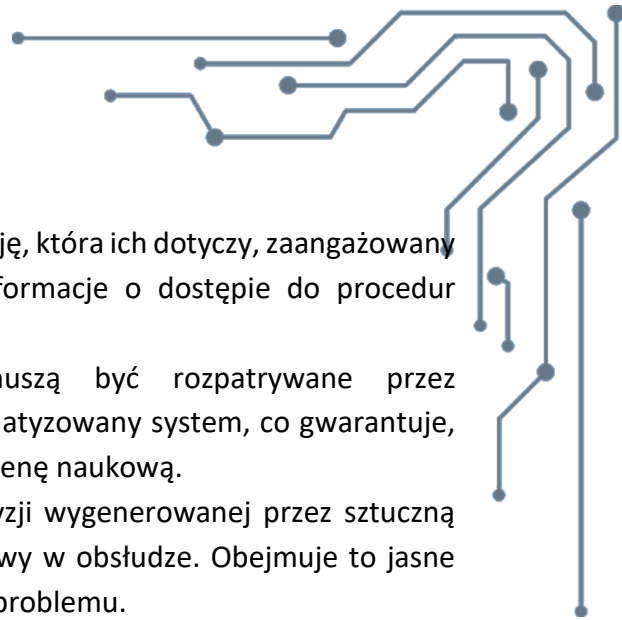 ję, która ich dotyczy, zaangażowany
formacje o dostępie do procedur
uszą być rozpatrywane przez
atyzowany system, co gwarantuje,
enę naukową.
yzji wygenerowanej przez sztuczną
wy w obsłudze. Obejmuje to jasne
problemu.